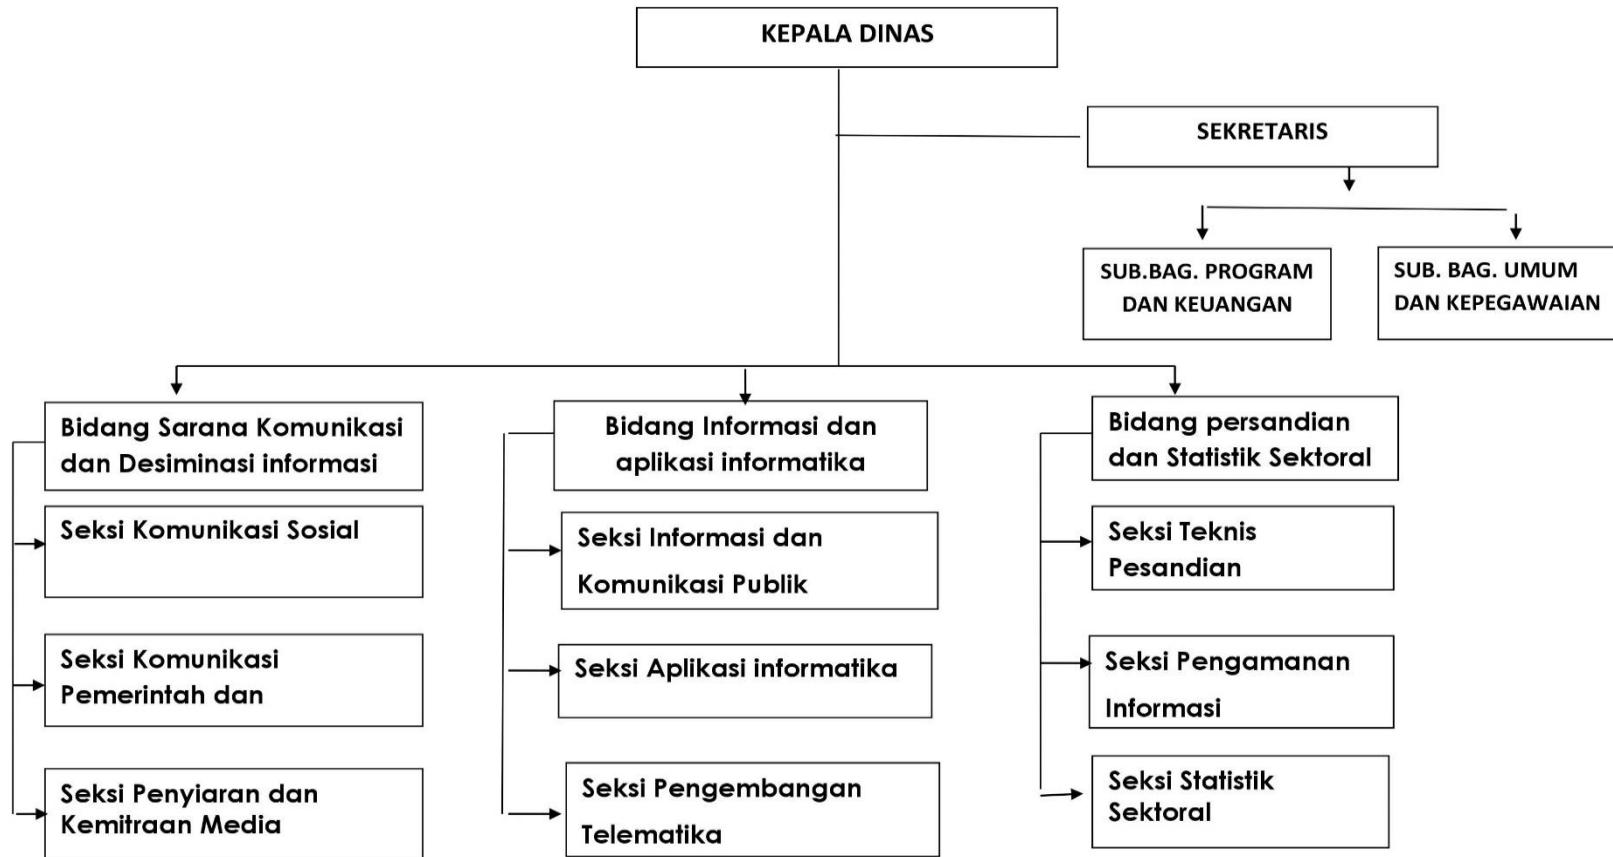 KEPALA DINAS
SEKRETARIS
SUB.BAG. PROGRAM
DAN KEUANGAN
SUB. BAG. UMUM
DAN KEPEGAWAIAN
Bidang Sarana Komunikasi
dan Desiminasi informasi
Seksi Komunikasi Sosial
Seksi Komunikasi
Pemerintah dan
Seksi Penyiaran dan
Kemitraan Media
Bidang Informasi dan
aplikasi informatika
Seksi Informasi dan
Komunikasi Publik
Seksi Aplikasi informatika
Seksi Pengembangan
Telematika
Bidang persandian
dan Statistik Sektoral
Seksi Teknis
Pesandian
Seksi Pengamanan
Informasi
Seksi Statistik
Sektoral